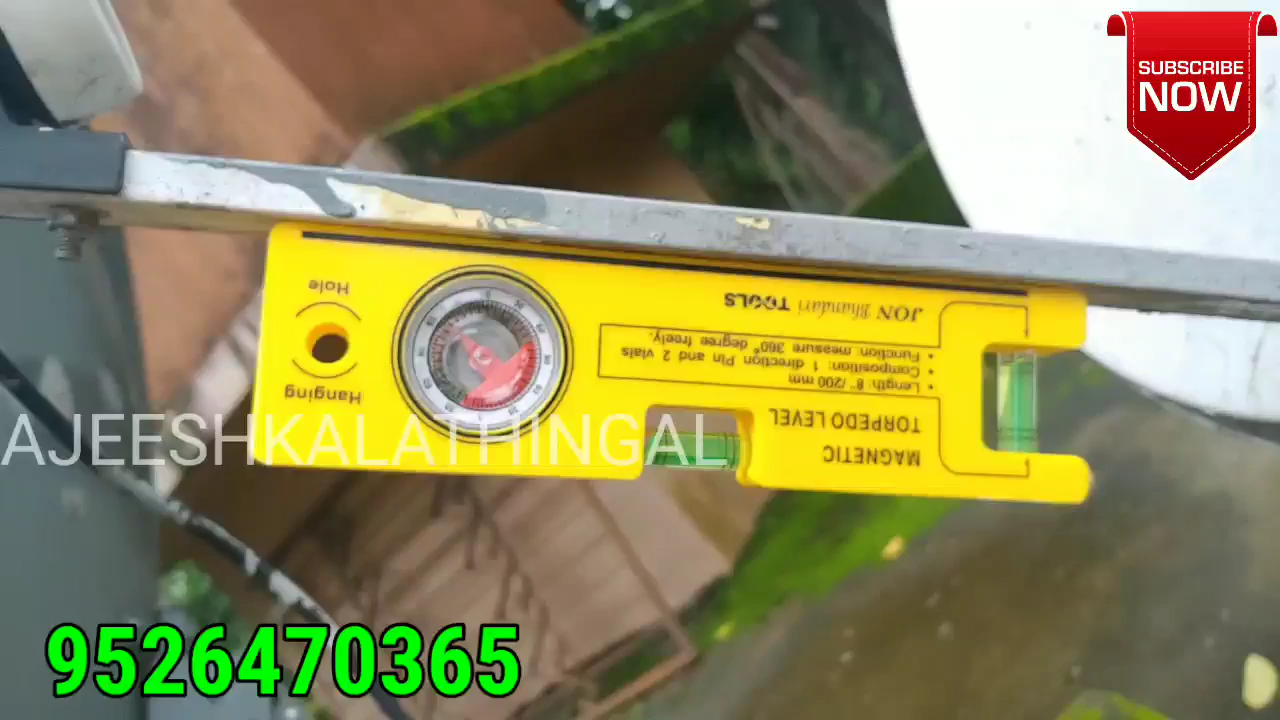 SUBSCRIBE
NOW
MAGNETIC
TORPEDO LEVEL
• Length: 8"/200 mm
• Composition: 1 direction Pin and 2 vials
• Function: measure 360° degree freely.
JON Bhandari TOOLS
Hanging
Hole
AJEESHKALATHINGAL
9526470365